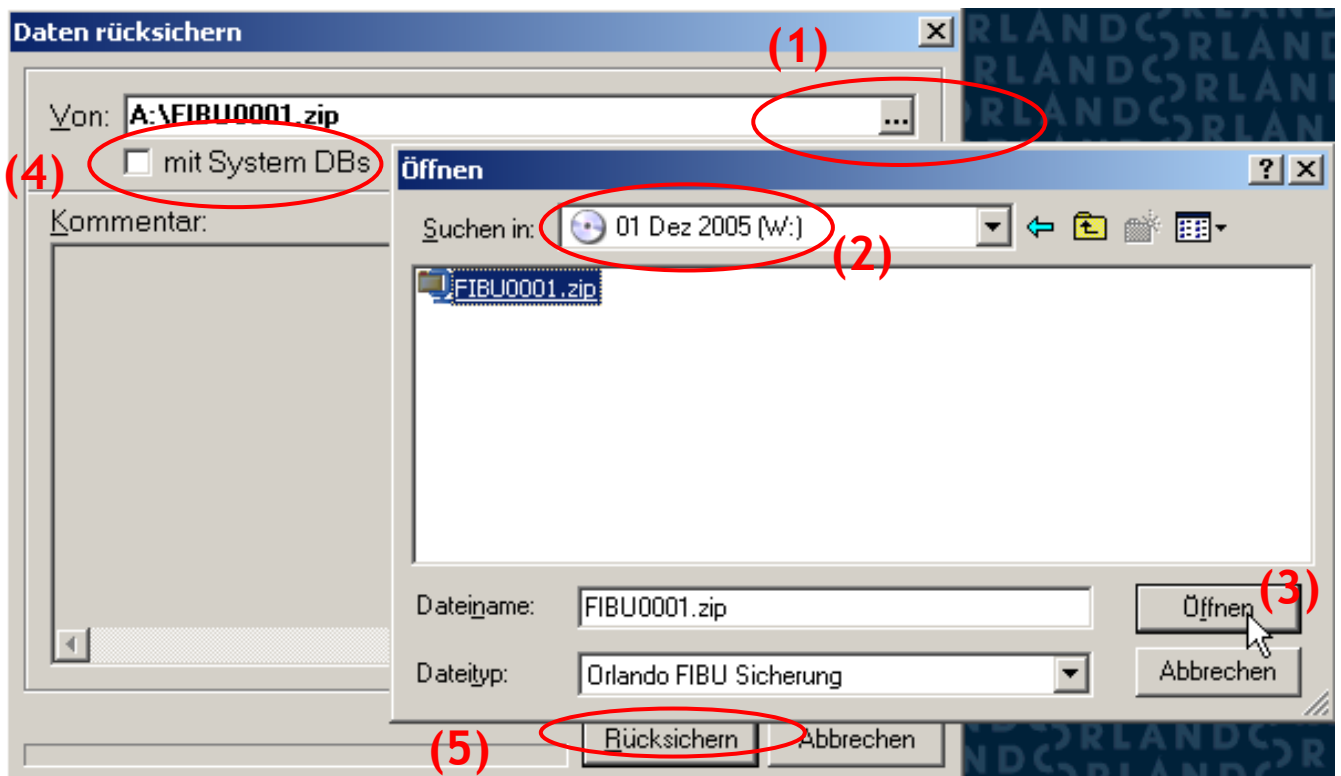 Daten rücksichern
(1)
Von: A:\FIBU0001.zip ...
(4) mit System DBs
Kommentar:
Öffnen
Suchen in: 01 Dez 2005 (W:)
(2)
FIBU0001.zip
Dateiname: FIBU0001.zip
Öffnen (3)
Dateityp: Orlando FIBU Sicherung
Abbrechen
(5) Rücksichern Abbrechen
ORLANDO